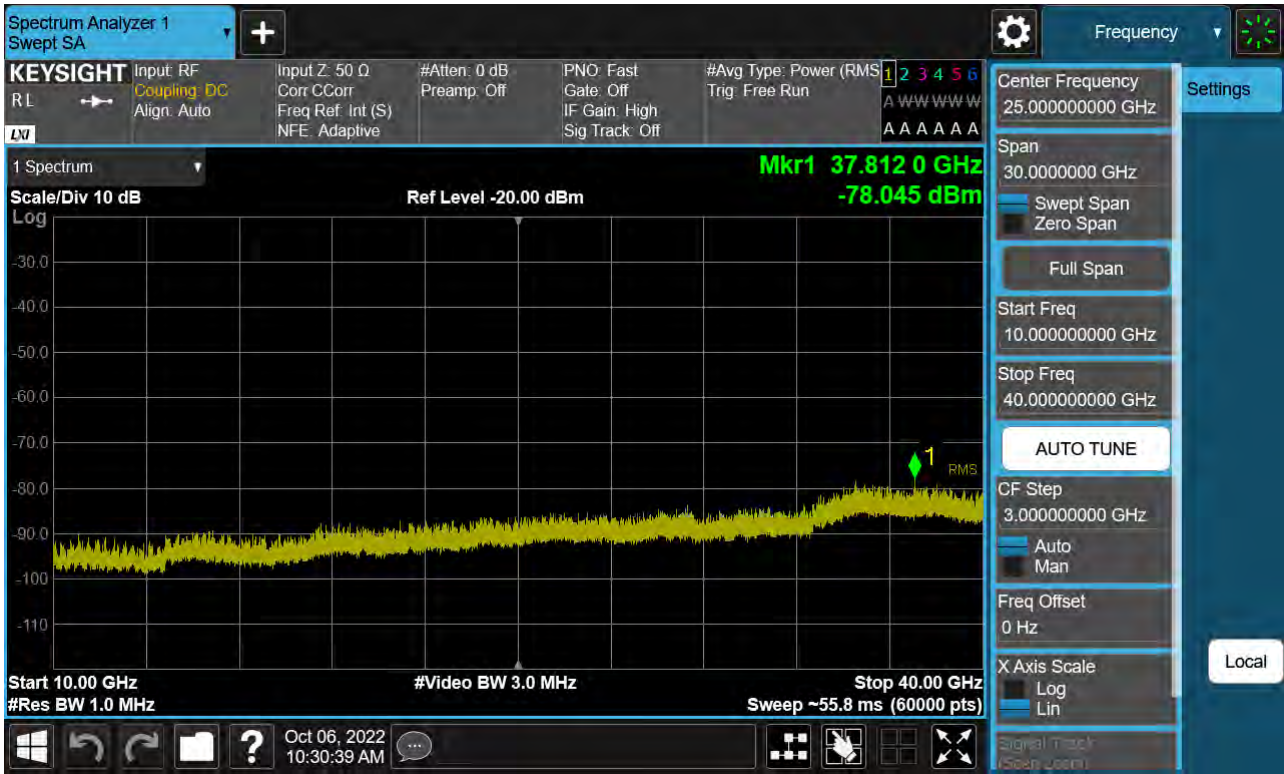 Spectrum Analyzer 1
Swept SA
+
Frequency
KEYSIGHT
RL
LXI
Input: RF
Coupling: DC
Align: Auto
Input Z: 50 Ω
Corr CCorr
Freq Ref: Int (S)
NFE: Adaptive
#Atten: 0 dB
Preamp: Off
PNO: Fast
Gate: Off
IF Gain: High
Sig Track: Off
#Avg Type: Power (RMS
Trig: Free Run
1 2 3 4 5 6
A W W W W W
A A A A A A
1 Spectrum
Scale/Div 10 dB
Ref Level -20.00 dBm
Mkr1 37.812 0 GHz
-78.045 dBm
Log
-30.0
-40.0
-50.0
-60.0
-70.0
-80.0
-90.0
-100
-110
1
RMS
Start 10.00 GHz
#Video BW 3.0 MHz
Stop 40.00 GHz
#Res BW 1.0 MHz
Sweep ~55.8 ms (60000 pts)
Center Frequency
25.000000000 GHz
Settings
Span
30.0000000 GHz
Swept Span
Zero Span
Full Span
Start Freq
10.000000000 GHz
Stop Freq
40.000000000 GHz
AUTO TUNE
CF Step
3.000000000 GHz
Auto
Man
Freq Offset
0 Hz
X Axis Scale
Log
Lin
Signal Track
(Span Zoom)
Local
?
Oct 06, 2022
10:30:39 AM